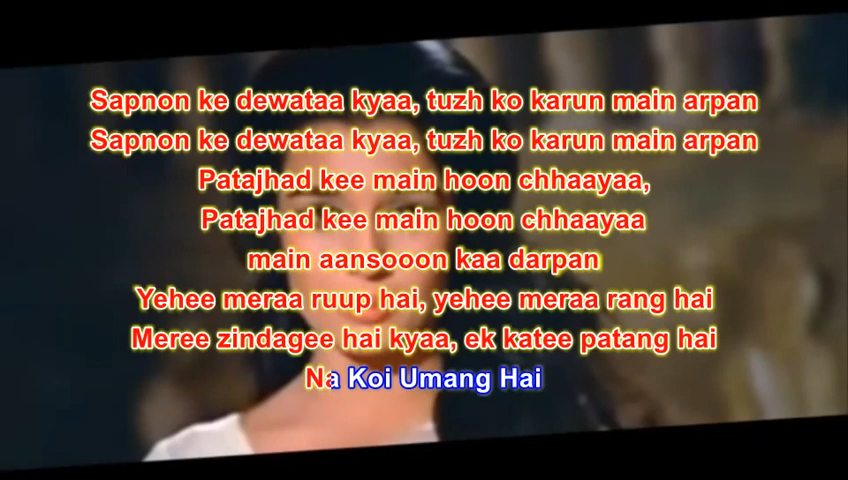 Sapnon ke dewataa kyaa, tuzh ko karun main arpan
Sapnon ke dewataa kyaa, tuzh ko karun main arpan
Patajhad kee main hoon chhaayaa,
Patajhad kee main hoon chhaayaa
main aansooon kaa darpan
Yehee meraa ruup hai, yehee meraa rang hai
Meree zindagee hai kyaa, ek katee patang hai
Na Koi Umang Hai